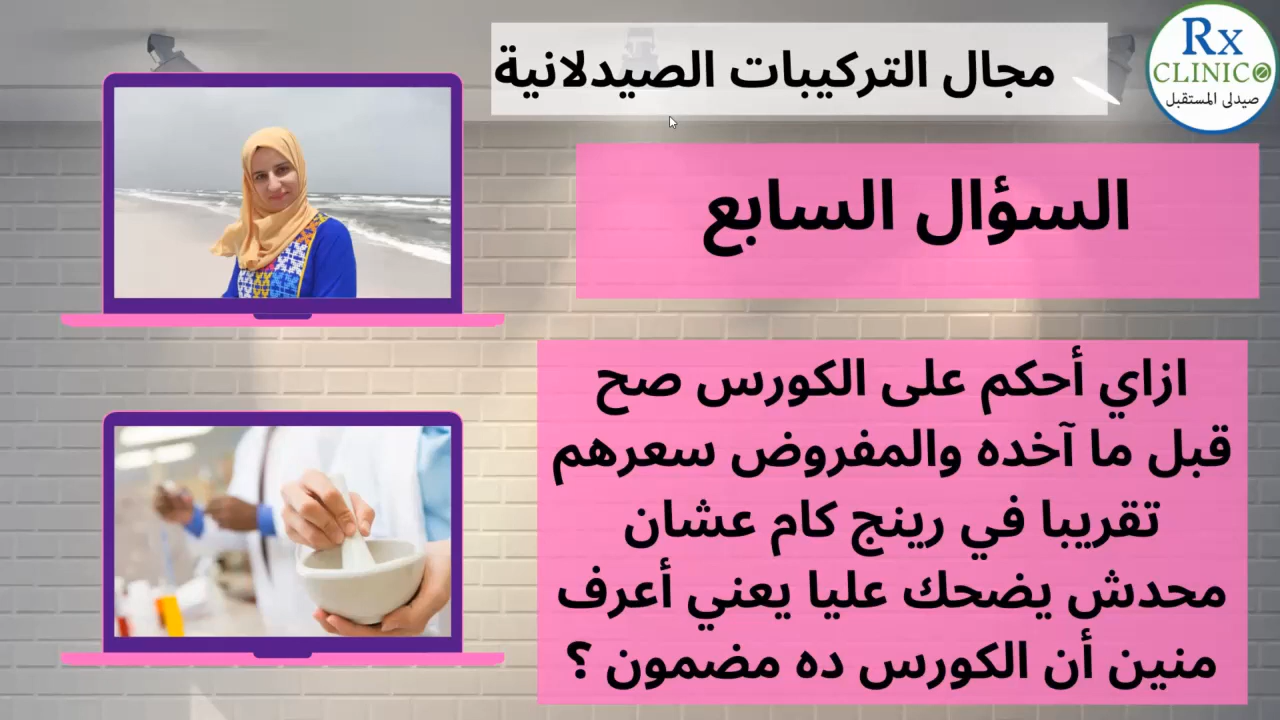 مجال التركيبات الصيدلانية
Rx
CLINICO
صيدلى المستقبل
السؤال السابع
ازاي أحكم على الكورس صح
قبل ما آخده والمفروض سعرهم
تقريبا في رينج كام عشان
محدش يضحك عليا يعني أعرف
منين أن الكورس ده مضمون ؟